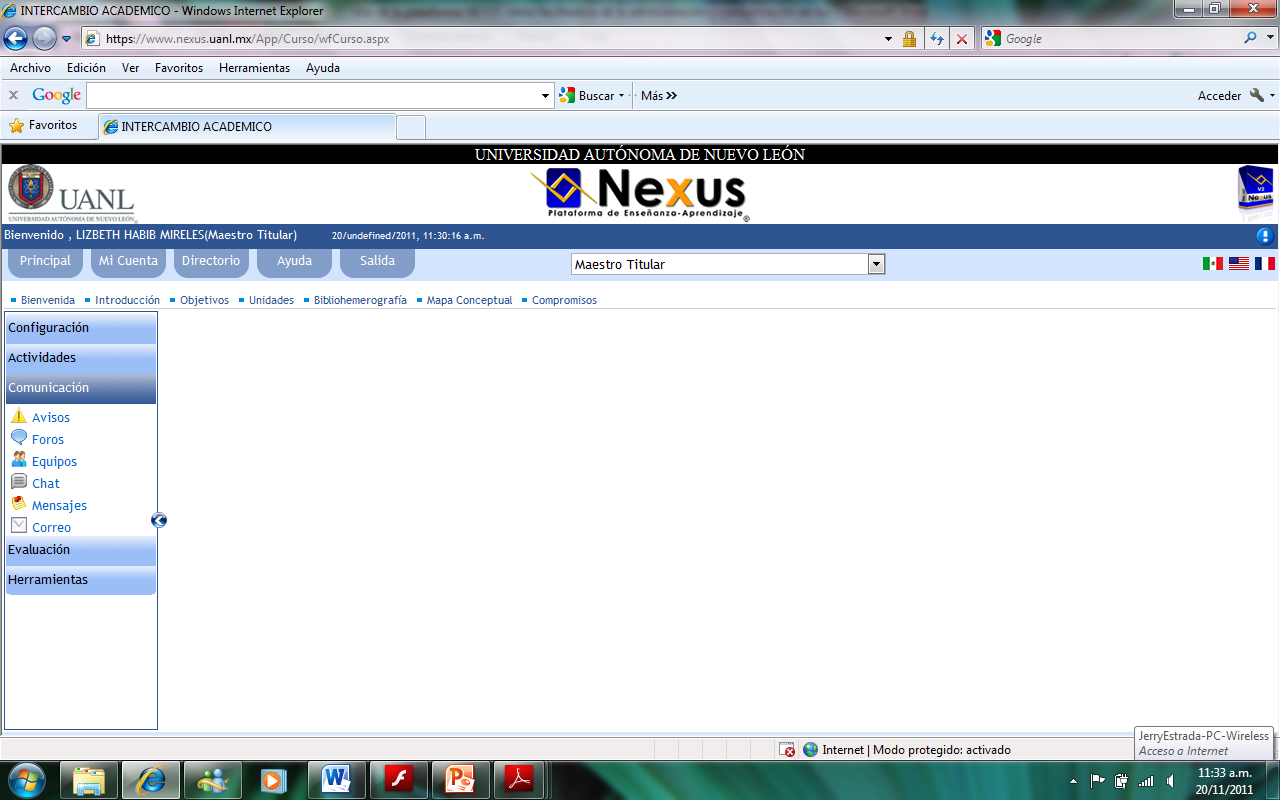 INTERCAMBIO ACADEMICO - Windows Internet Explorer
https://www.nexus.uanl.mx/App/Curso/wfCurso.aspx
Google
Archivo Edición Ver Favoritos Herramientas Ayuda
x Google Buscar Más >> Acceder
Favoritos INTERCAMBIO ACADEMICO
UNIVERSIDAD AUTÓNOMA DE NUEVO LEÓN
UANL
UNIVERSIDAD AUTÓNOMA DE NUEVO LEÓN
Nexus
Plataforma de Enseñanza-Aprendizaje®
V2
Nexus
Bienvenido , LIZBETH HABIB MIRELES(Maestro Titular) 20/undefined/2011, 11:30:16 a.m.
Principal Mi Cuenta Directorio Ayuda Salida Maestro Titular
Bienvenida Introducción Objetivos Unidades Bibliohemerografía Mapa Conceptual Compromisos
Configuración
Actividades
Comunicación
Avisos
Foros
Equipos
Chat
Mensajes
Correo
Evaluación
Herramientas
JerryEstrada-PC-Wireless
Acceso a Internet
Internet | Modo protegido: activado
11:33 a.m.
20/11/2011